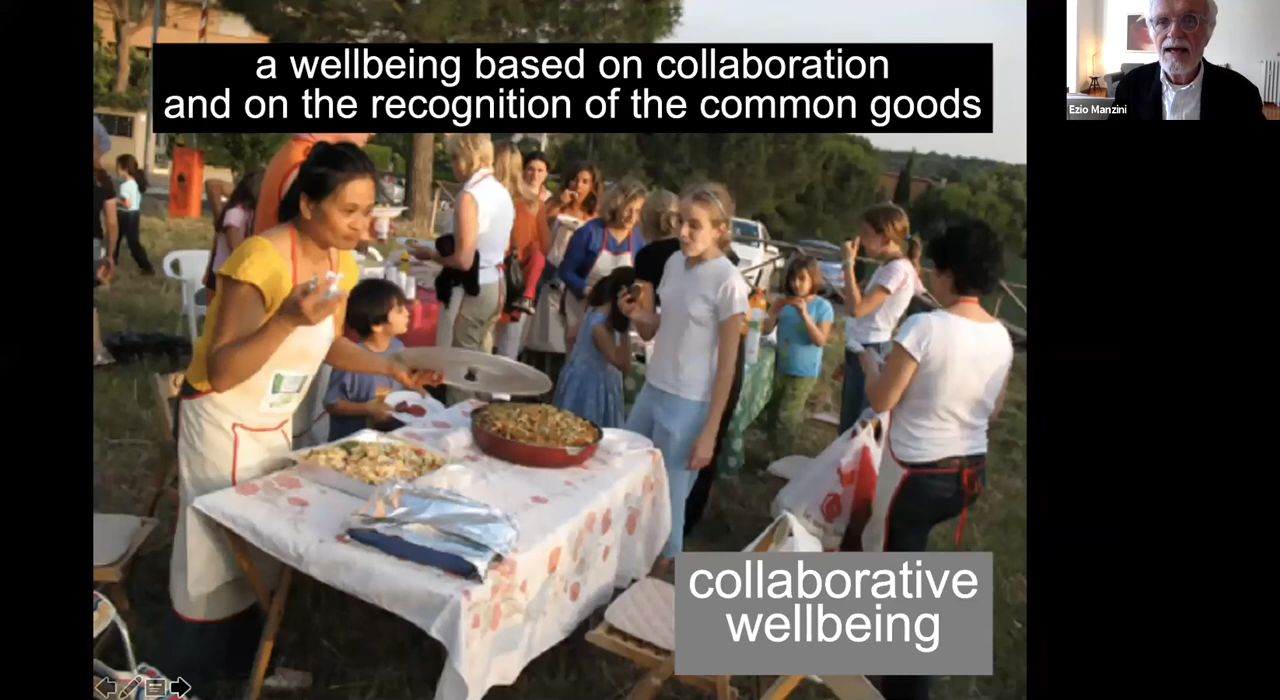 a wellbeing based on collaboration
and on the recognition of the common goods
Ezio Manzini
collaborative
wellbeing